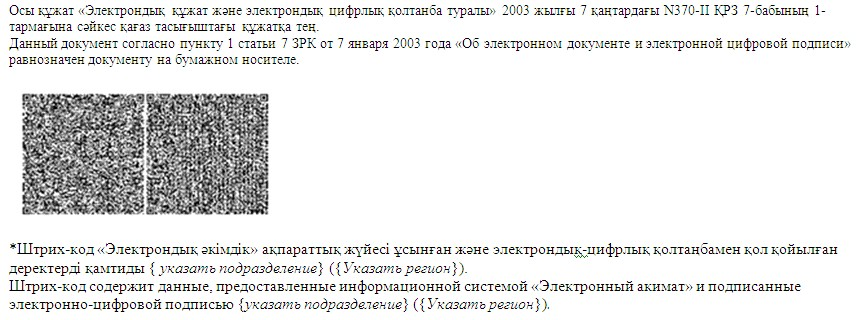 Осы құжат «Электрондық құжат және электрондық цифрлық қолтанба туралы» 2003 жылғы 7 қаңтардағы N370-II ҚРЗ 7-бабының 1-
тармағына сәйкес қағаз тасығыштағы құжатқа тең.
Данный документ согласно пункту 1 статьи 7 ЗРК от 7 января 2003 года «Об электронном документе и электронной цифровой подписи»
равнозначен документу на бумажном носителе.
*Штрих-код «Электрондық әкімдік» ақпараттық жүйесі ұсынған және электрондық-цифрлық қолтанбамен қол қойылған
деректерді қамтиды { указать подразделение} ({Указать регион}).
Штрих-код содержит данные, предоставленные информационной системой «Электронный акимат» и подписанные
электронно-цифровой подписью {указать подразделение} ({Указать регион}).